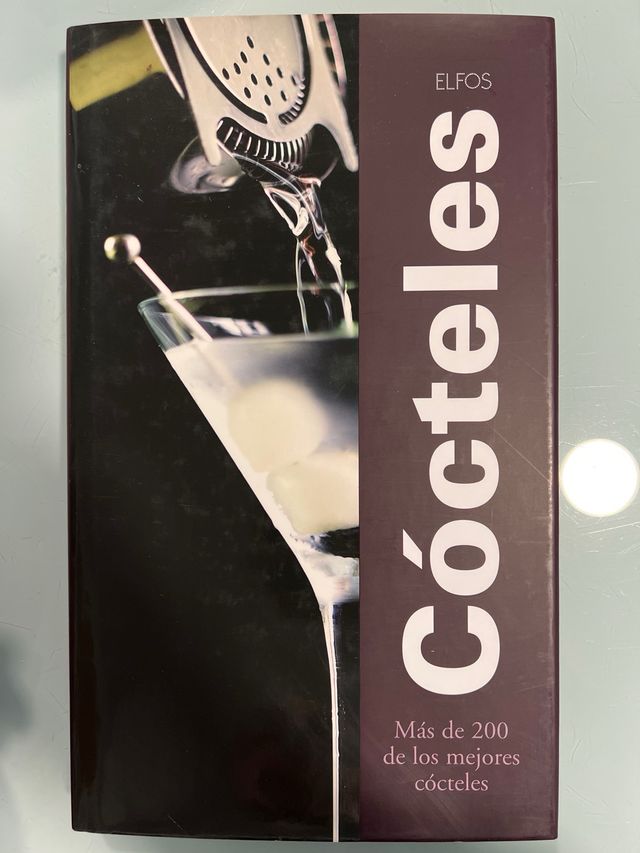 ELFOS
Cócteles
Más de 200
de los mejores
cócteles